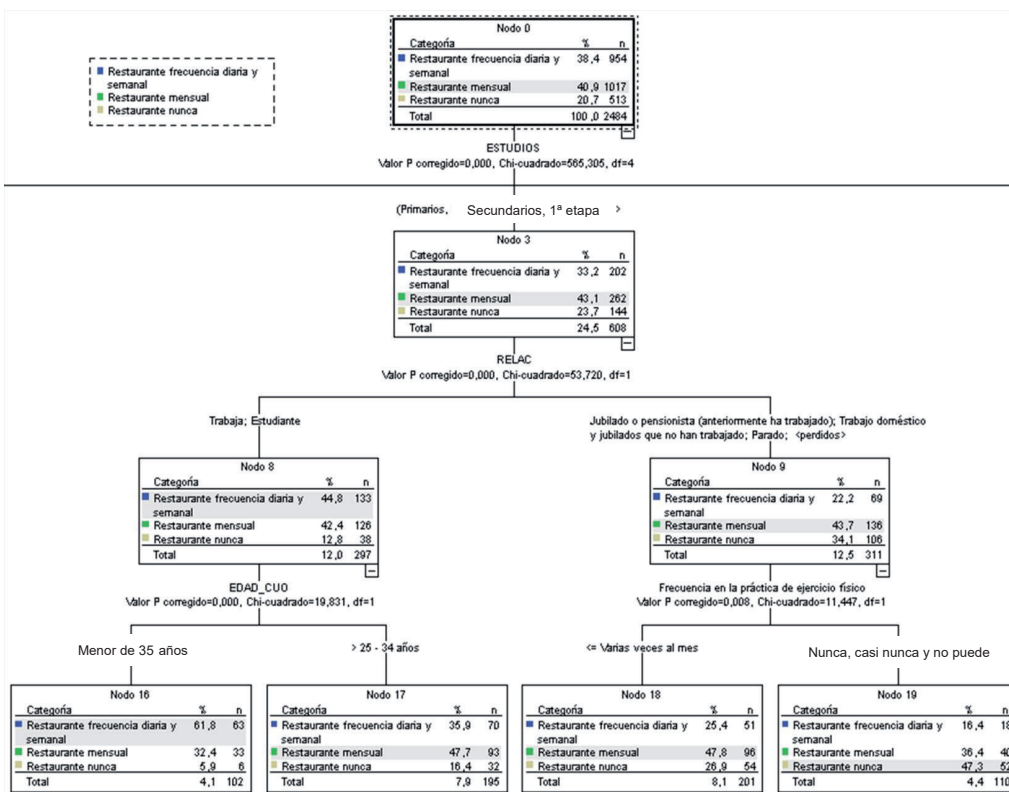 Nodo 0
Categoría % n
Restaurante frecuencia diaria y 38,4 954
semanal
Restaurante mensual 40,9 1017
Restaurante nunca 20,7 513
Total 100,0 2484
Restaurante frecuencia diaria y
semanal
Restaurante mensual
Restaurante nunca
ESTUDIOS
Valor P corregido=0,000, Chi-cuadrado=565,305, df=4
(Primarios, Secundarios, 1ª etapa >
Nodo 3
Categoría % n
Restaurante frecuencia diaria y 33,2 202
semanal
Restaurante mensual 43,1 262
Restaurante nunca 23,7 144
Total 24,5 608
RELAC
Valor P corregido=0,000, Chi-cuadrado=53,720, df=1
Trabaja; Estudiante
Jubilado o pensionista (anteriormente ha trabajado); Trabajo doméstico
y jubilados que no han trabajado; Parado; <perdidos>
Nodo 8
Categoría % n
Restaurante frecuencia diaria y 44,8 133
semanal
Restaurante mensual 42,4 126
Restaurante nunca 12,8 38
Total 12,0 297
Nodo 9
Categoría % n
Restaurante frecuencia diaria y 22,2 69
semanal
Restaurante mensual 43,7 136
Restaurante nunca 34,1 106
Total 12,5 311
EDAD_CUO
Valor P corregido=0,000, Chi-cuadrado=19,831, df=1
Frecuencia en la práctica de ejercicio físico
Valor P corregido=0,008, Chi-cuadrado=11,447, df=1
Menor de 35 años
> 25 - 34 años
<= Varias veces al mes
Nunca, casi nunca y no puede
Nodo 16
Categoría % n
Restaurante frecuencia diaria y 61,8 63
semanal
Restaurante mensual 32,4 33
Restaurante nunca 5,9 6
Total 4,1 102
Nodo 17
Categoría % n
Restaurante frecuencia diaria y 35,9 70
semanal
Restaurante mensual 47,7 93
Restaurante nunca 16,4 32
Total 7,9 195
Nodo 18
Categoría % n
Restaurante frecuencia diaria y 25,4 51
semanal
Restaurante mensual 47,8 96
Restaurante nunca 26,9 54
Total 8,1 201
Nodo 19
Categoría % n
Restaurante frecuencia diaria y 16,4 18
semanal
Restaurante mensual 36,4 40
Restaurante nunca 47,3 52
Total 4,4 110